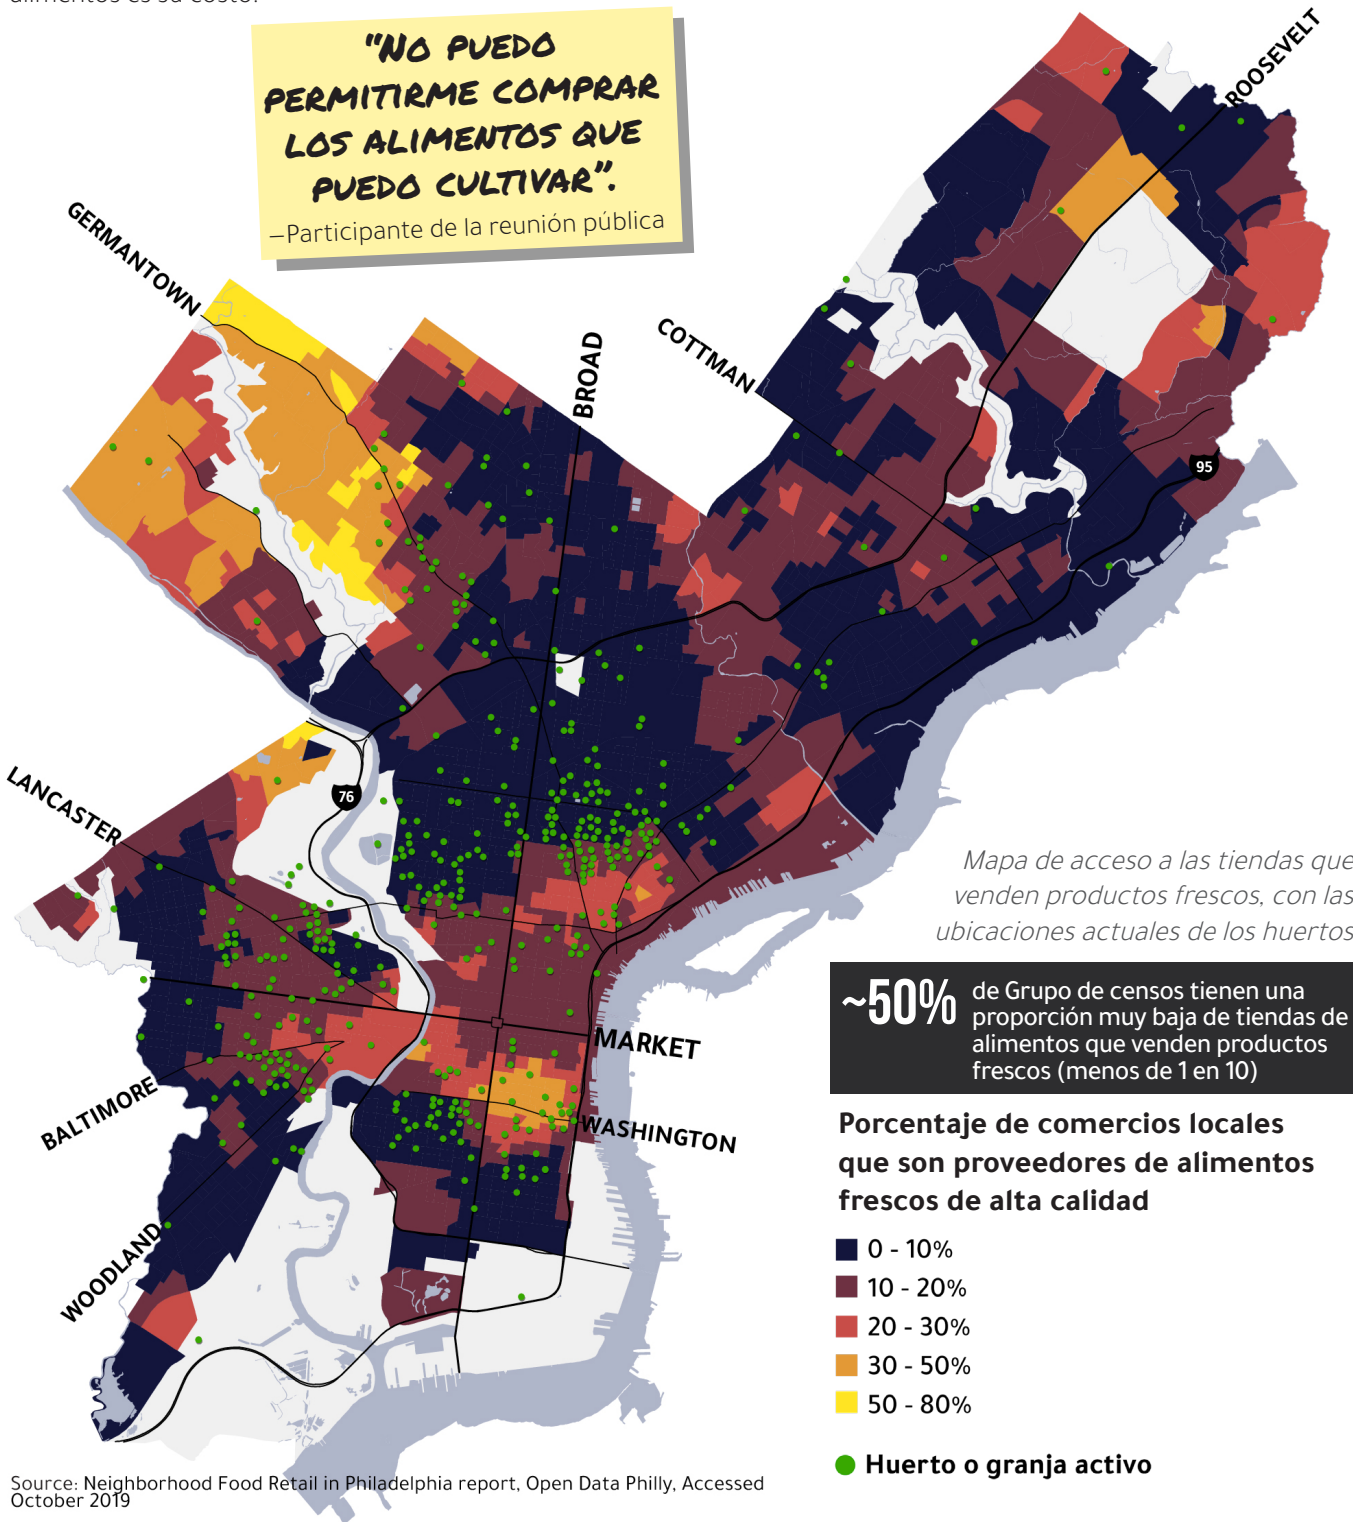 alimentos es su costo.
"NO PUEDO
PERMITIRME COMPRAR
LOS ALIMENTOS QUE
PUEDO CULTIVAR".
–Participante de la reunión pública
ROOSEVELT
GERMANTOWN
BROAD
COTTMAN
95
LANCASTER
76
Mapa de acceso a las tiendas que
venden productos frescos, con las
ubicaciones actuales de los huertos
~50%
de Grupo de censos tienen una
proporción muy baja de tiendas de
alimentos que venden productos
frescos (menos de 1 en 10)
MARKET
BALTIMORE
WASHINGTON
WOODLAND
Porcentaje de comercios locales
que son proveedores de alimentos
frescos de alta calidad
0 - 10%
10 - 20%
20 - 30%
30 - 50%
50 - 80%
Huerto o granja activo
Source: Neighborhood Food Retail in Philadelphia report, Open Data Philly, Accessed
October 2019